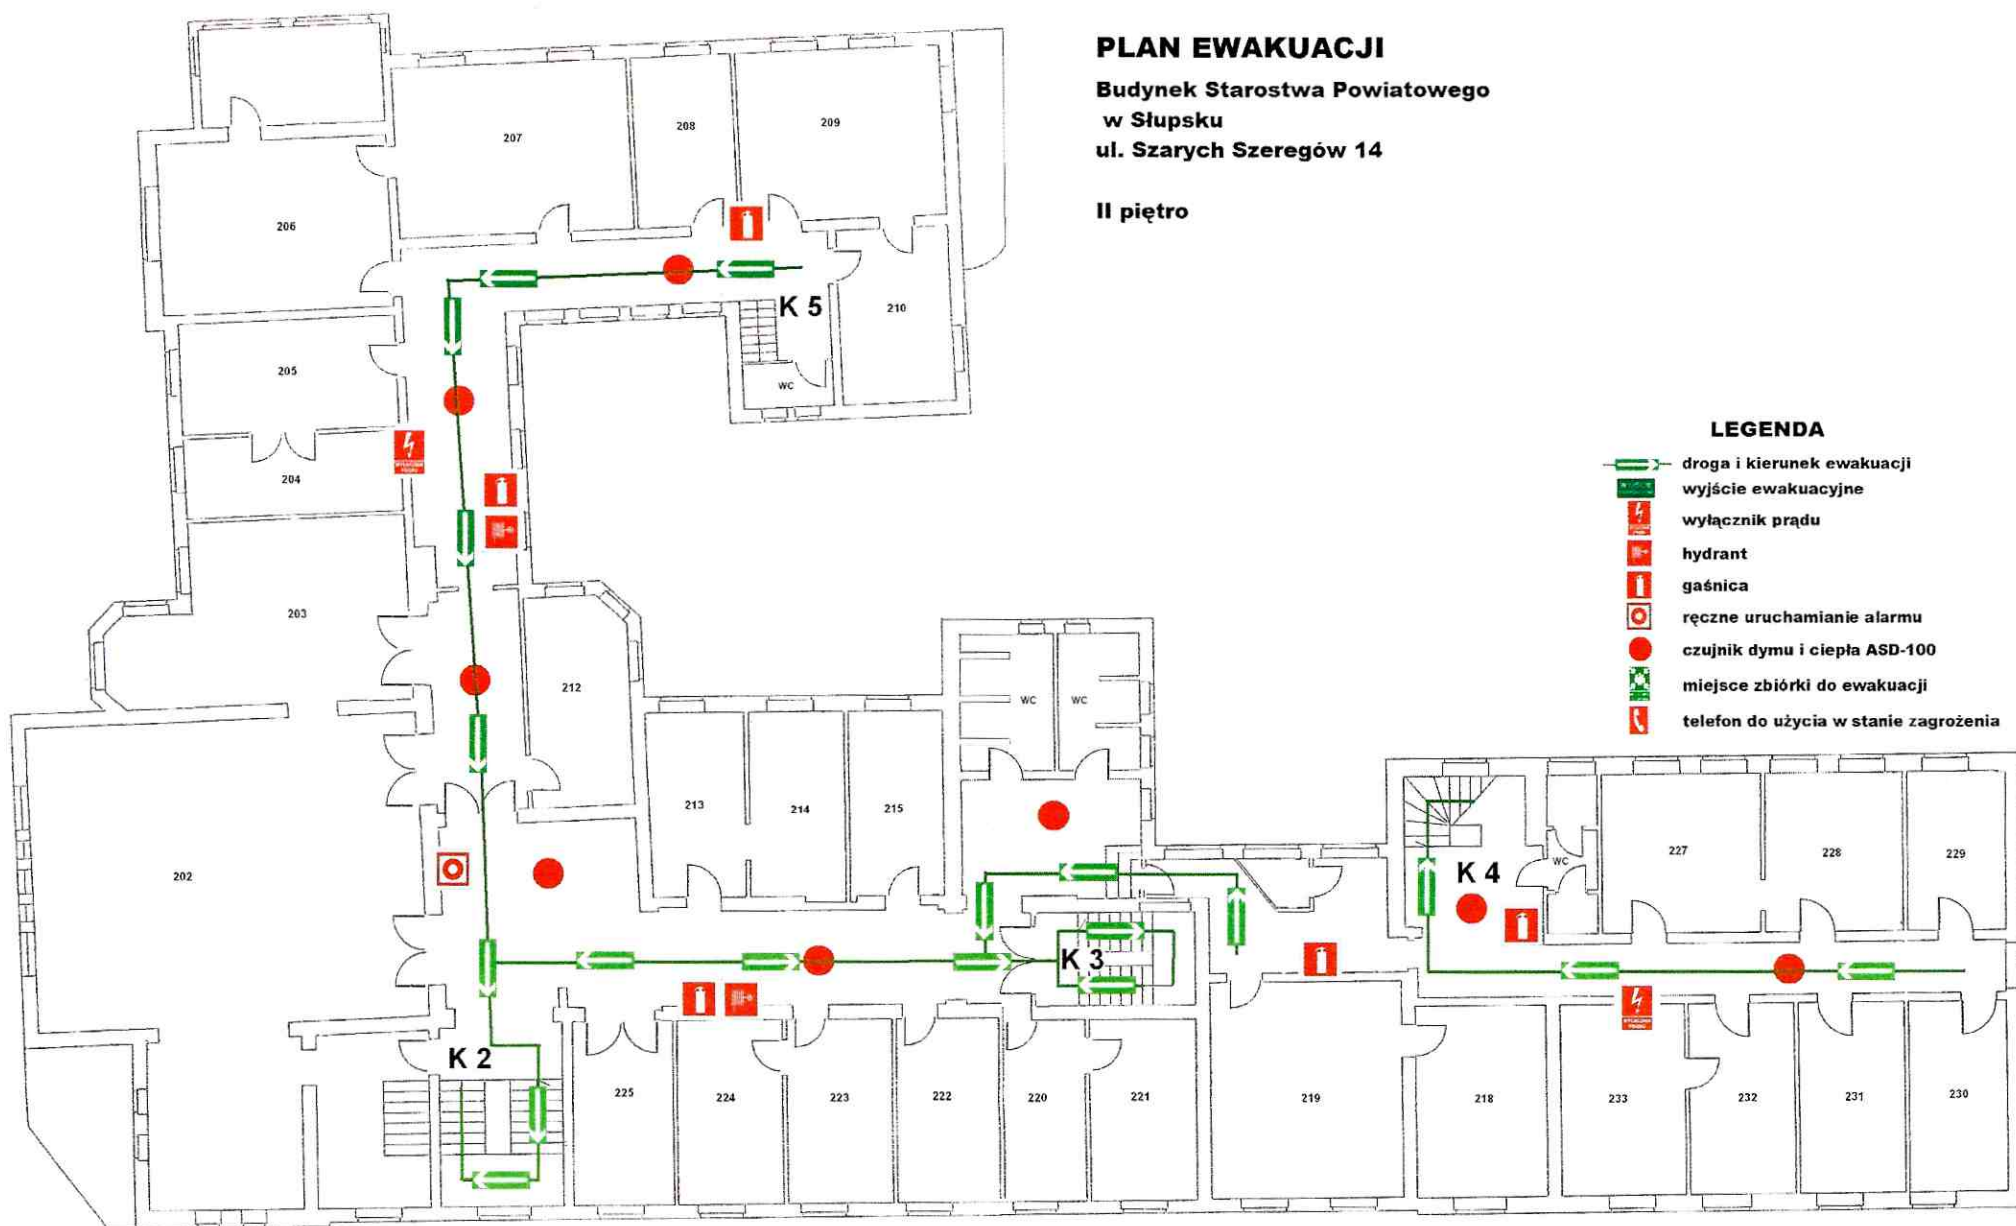 PLAN EWAKUACJI
Budynek Starostwa Powiatowego
w Słupsku
ul. Szarych Szeregów 14
II piętro
207
208
209
206
210
K 5
205
WC
204
203
212
202
213
214
215
WC
WC
K 3
K 2
225
224
223
222
220
221
219
218
233
232
231
230
K 4
WC
227
228
229
LEGENDA
droga i kierunek ewakuacji
wyjście ewakuacyjne
wyłącznik prądu
hydrant
gaśnica
ręczne uruchamianie alarmu
czujnik dymu i ciepła ASD-100
miejsce zbiórki do ewakuacji
telefon do użycia w stanie zagrożenia